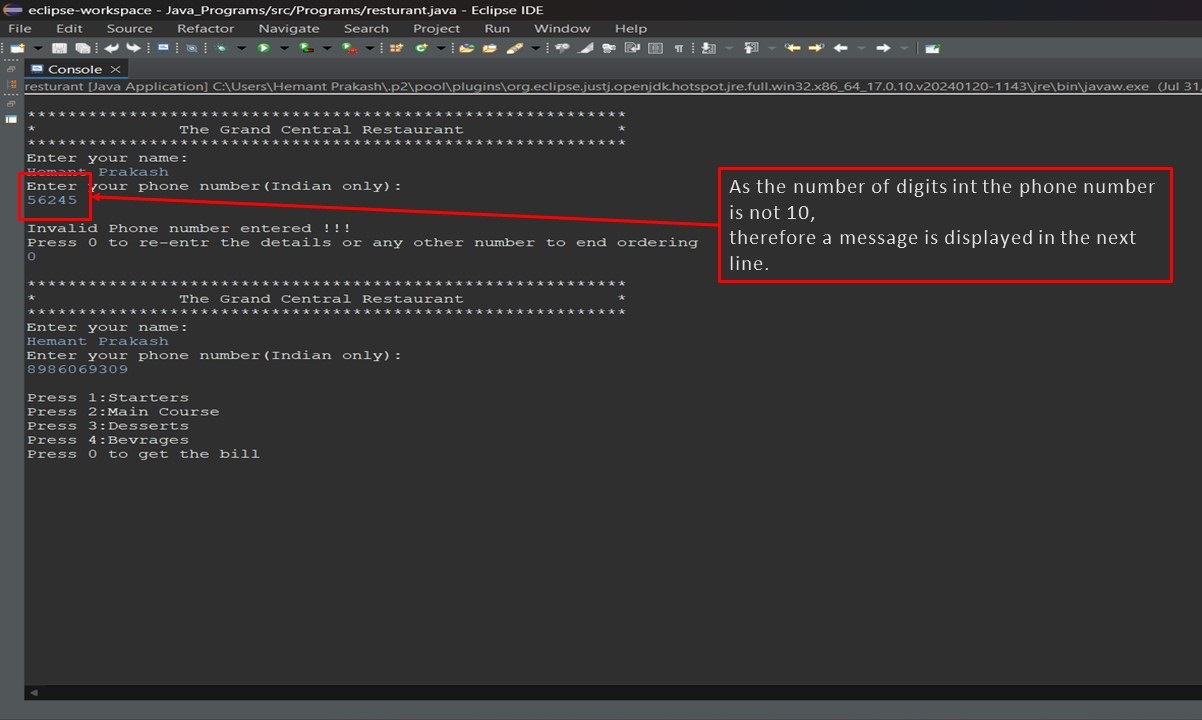 eclipse-workspace - Java_Programs/src/Programs/resturant.java - Eclipse IDE
File Edit Source Refactor Navigate Search Project Run Window Help
Console
resturant [Java Application] C:\Users\Hemant Prakash\.p2\pool\plugins\org.eclipse.justj.openjdk.hotspot.jre.full.win32.x86_64_17.0.10.v20240120-1143\jre\bin\javaw.exe (Jul 31,
***********************************************************
* The Grand Central Restaurant *
***********************************************************
Enter your name:
Hemant Prakash
Enter your phone number(Indian only):
56245
Invalid Phone number entered !!!
Press 0 to re-entr the details or any other number to end ordering
0
***********************************************************
* The Grand Central Restaurant *
***********************************************************
Enter your name:
Hemant Prakash
Enter your phone number(Indian only):
8986069309
Press 1:Starters
Press 2:Main Course
Press 3:Desserts
Press 4:Bevrages
Press 0 to get the bill
As the number of digits int the phone number
is not 10,
therefore a message is displayed in the next
line.